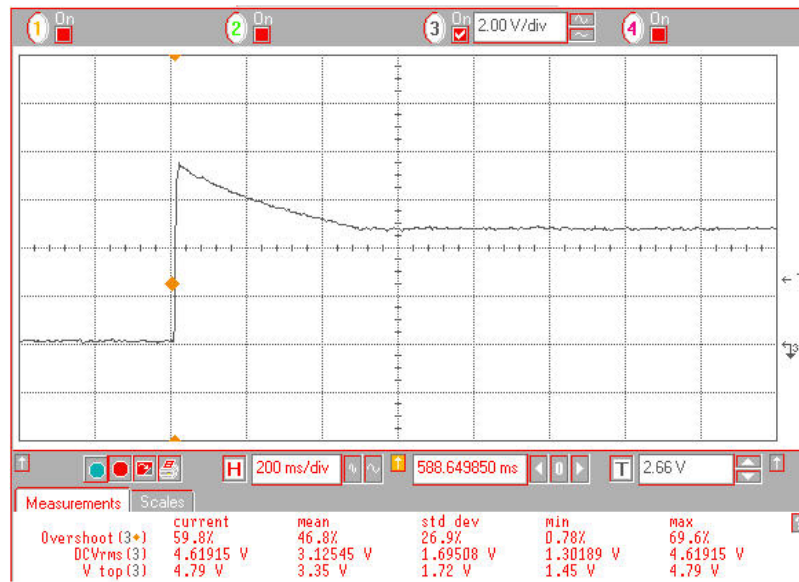 1 On 2 On 3 On 2.00 V/div 4 On
T
3
H 200 ms/div 588.649850 ms 0 T 2.66 V
Measurements Scales
current mean std dev min max
Overshoot(3) 59.8% 46.8% 26.9% 0.78% 69.6%
DCVrms(3) 4.61915 V 3.12545 V 1.69508 V 1.30189 V 4.61915 V
V top(3) 4.79 V 3.35 V 1.72 V 1.45 V 4.79 V